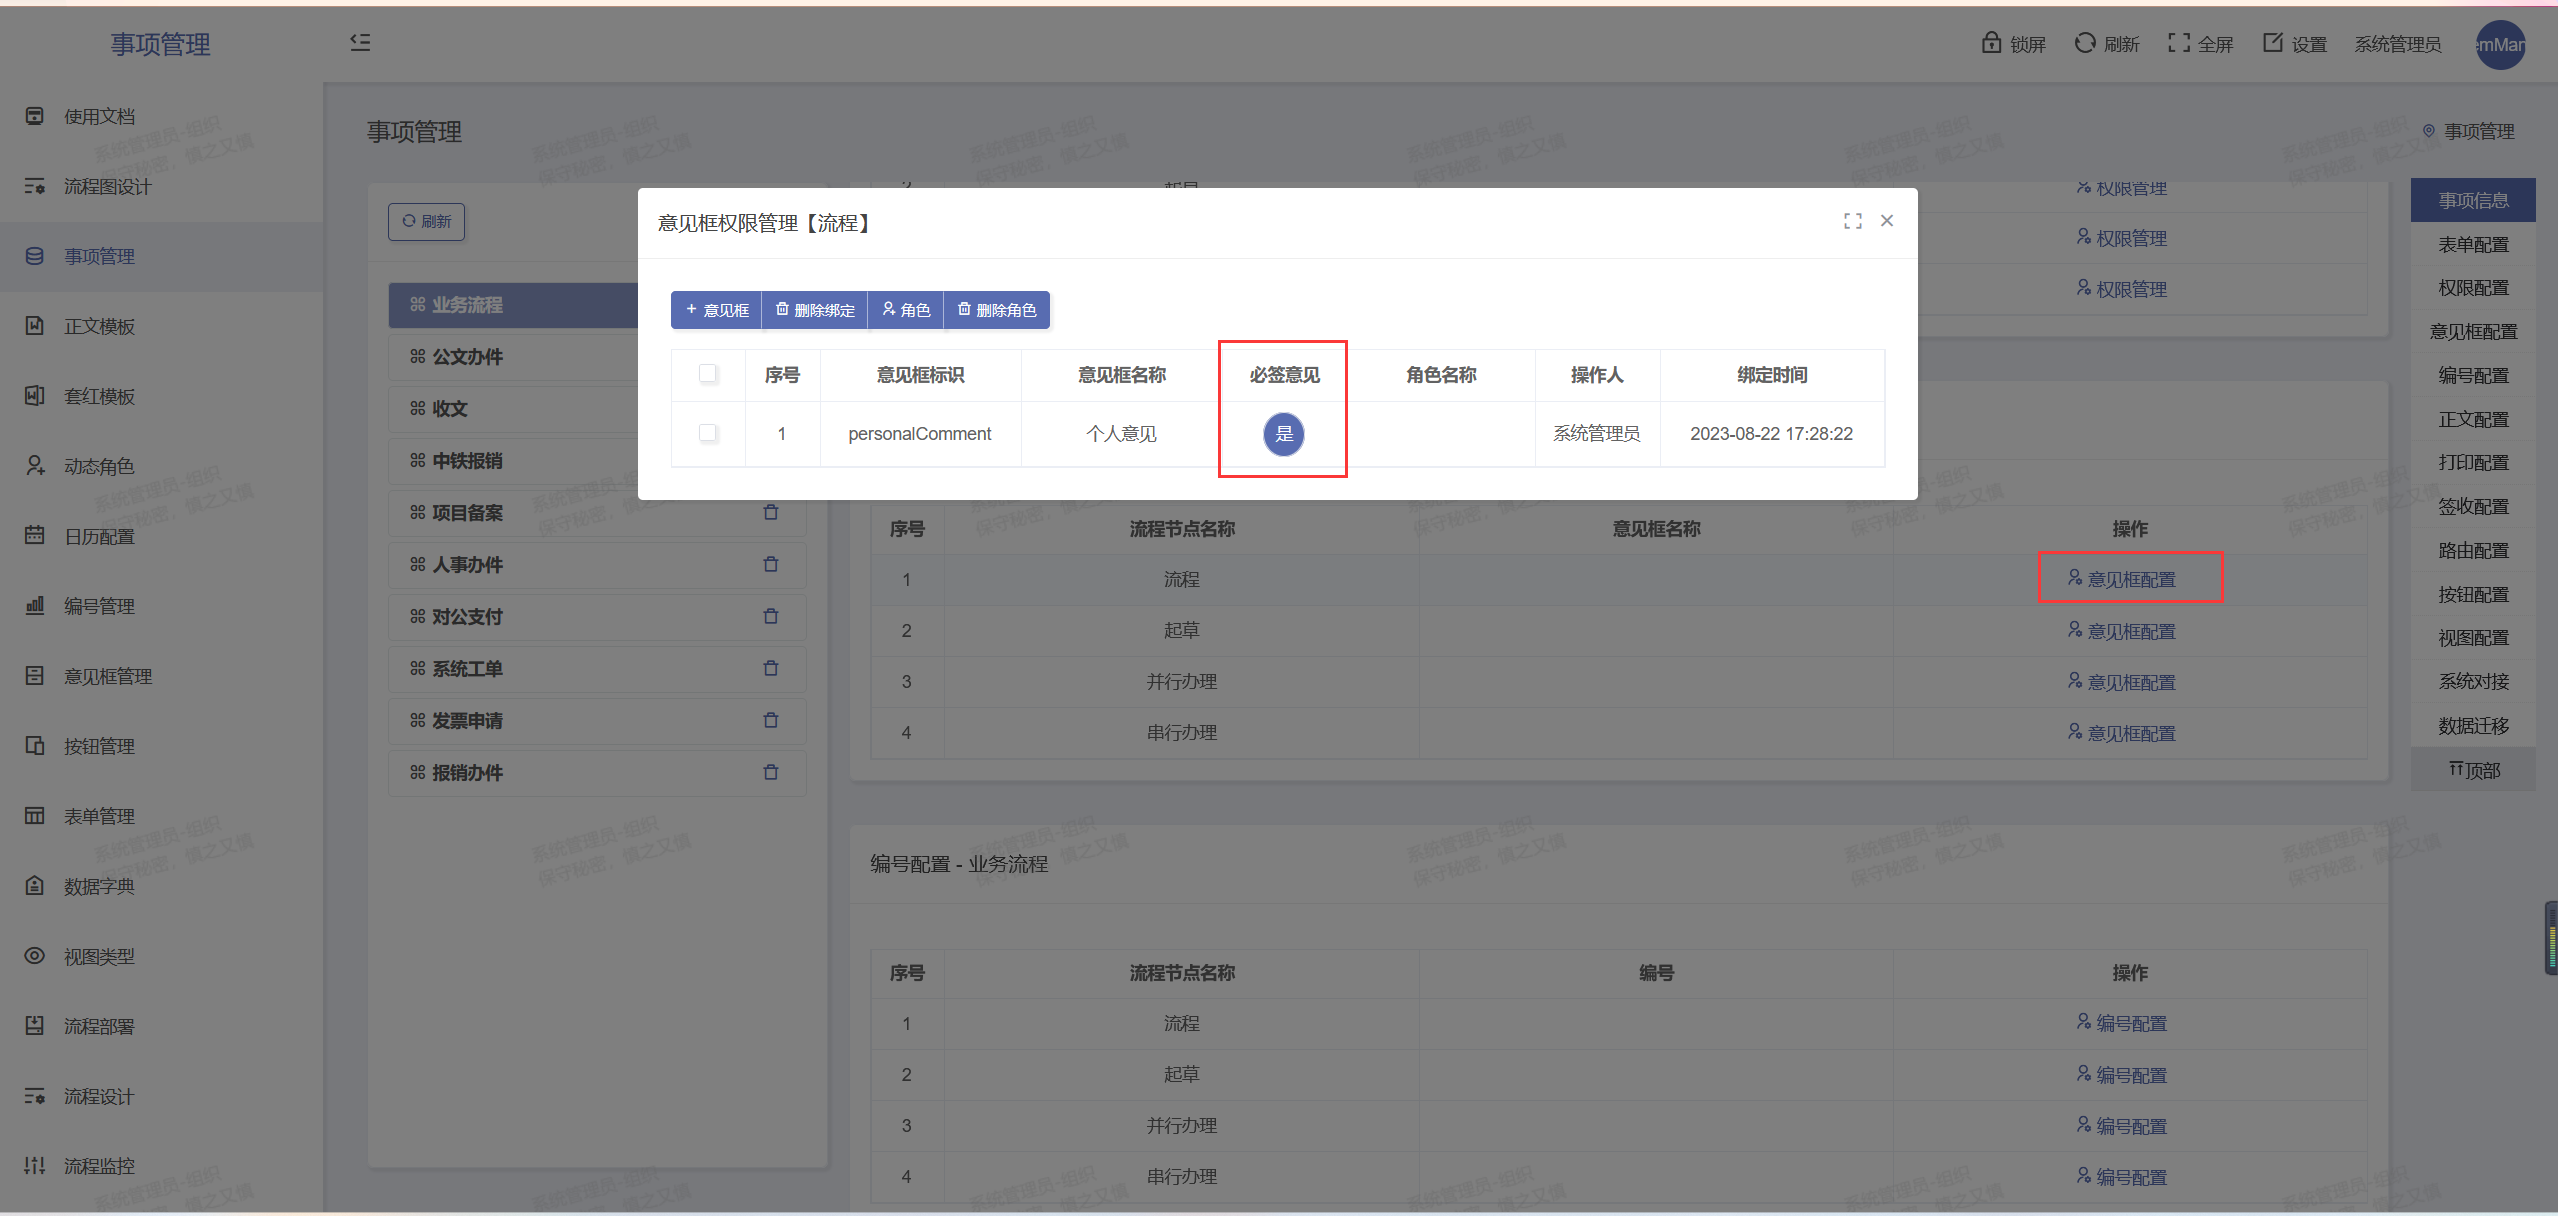 事项管理
锁屏 刷新 全屏 设置 系统管理员 emMan
使用文档
流程图设计
事项管理
正文模板
套红模板
动态角色
日历配置
编号管理
意见框管理
按钮管理
表单管理
数据字典
视图类型
流程部署
流程设计
流程监控
事项管理
事项管理
刷新
业务流程
公文办件
收文
中铁报销
项目备案
人事办件
对公支付
系统工单
发票申请
报销办件
权限管理
权限管理
权限管理
意见框权限管理【流程】
意见框 删除绑定 角色 删除角色
序号 意见框标识 意见框名称 必签意见 角色名称 操作人 绑定时间
1 personalComment 个人意见 是 系统管理员 2023-08-22 17:28:22
序号 流程节点名称 意见框名称 操作
1 流程 意见框配置
2 起草 意见框配置
3 并行办理 意见框配置
4 串行办理 意见框配置
编号配置 - 业务流程
序号 流程节点名称 编号 操作
1 流程 编号配置
2 起草 编号配置
3 并行办理 编号配置
4 串行办理 编号配置
事项信息
表单配置
权限配置
意见框配置
编号配置
正文配置
打印配置
签收配置
路由配置
按钮配置
视图配置
系统对接
数据迁移
顶部
系统管理员-组织
保守秘密，慎之又慎